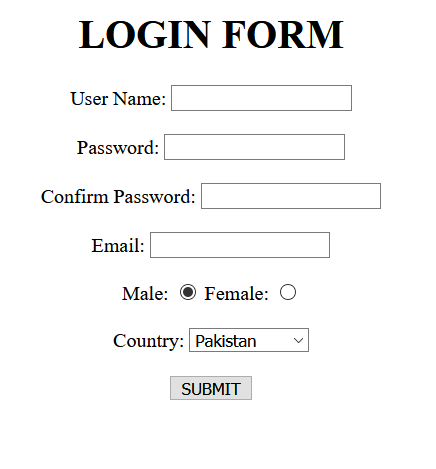 LOGIN FORM
User Name:
Password:
Confirm Password:
Email:
Male: Female:
Country: Pakistan
SUBMIT